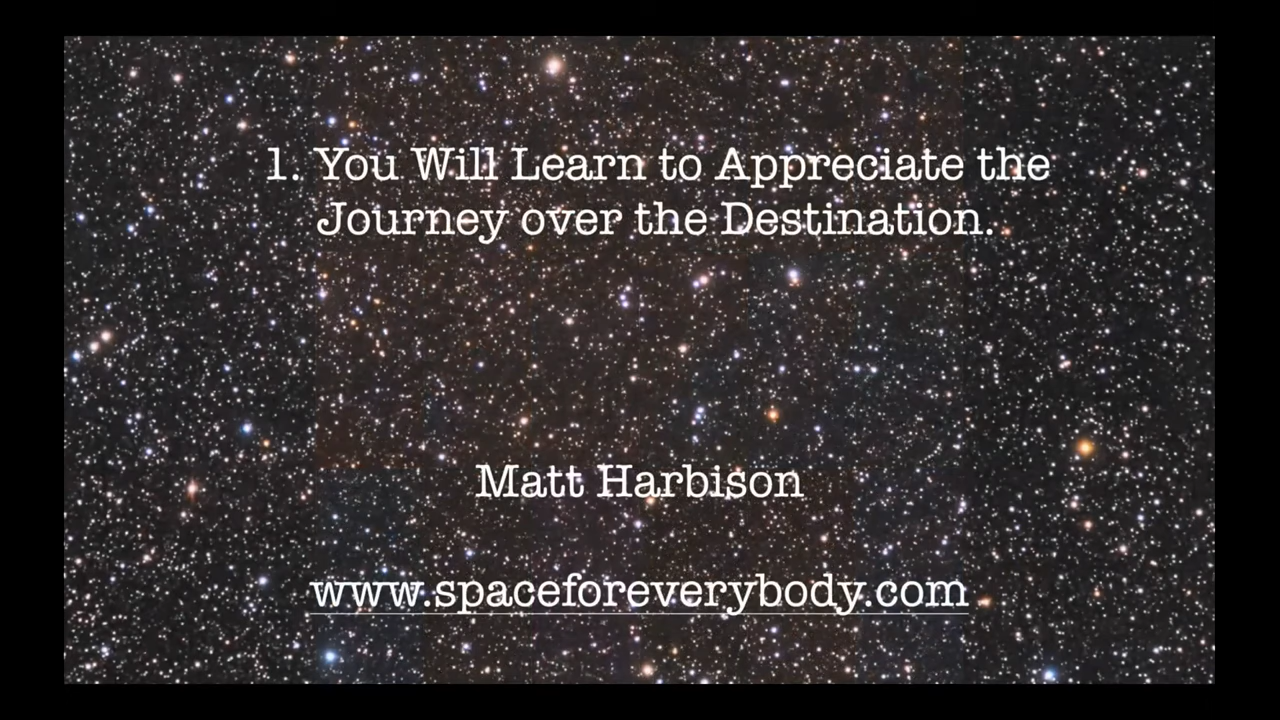 1. You Will Learn to Appreciate the
Journey over the Destination.
Matt Harbison
www.spaceforeverybody.com